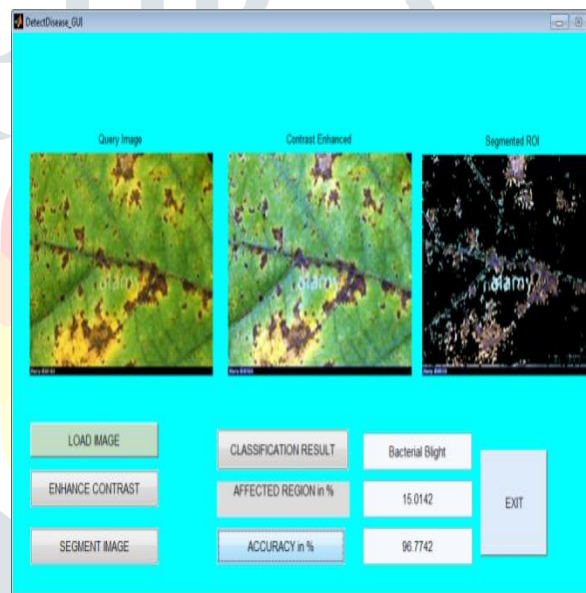 DetectDisease_GUI
Query Image
Contrast Enhanced
Segmented ROI
alamy
alamy
alamy
LOAD IMAGE
CLASSIFICATION RESULT
Bacterial Blight
ENHANCE CONTRAST
AFFECTED REGION in %
15.0142
EXIT
SEGMENT IMAGE
ACCURACY in %
96.7742